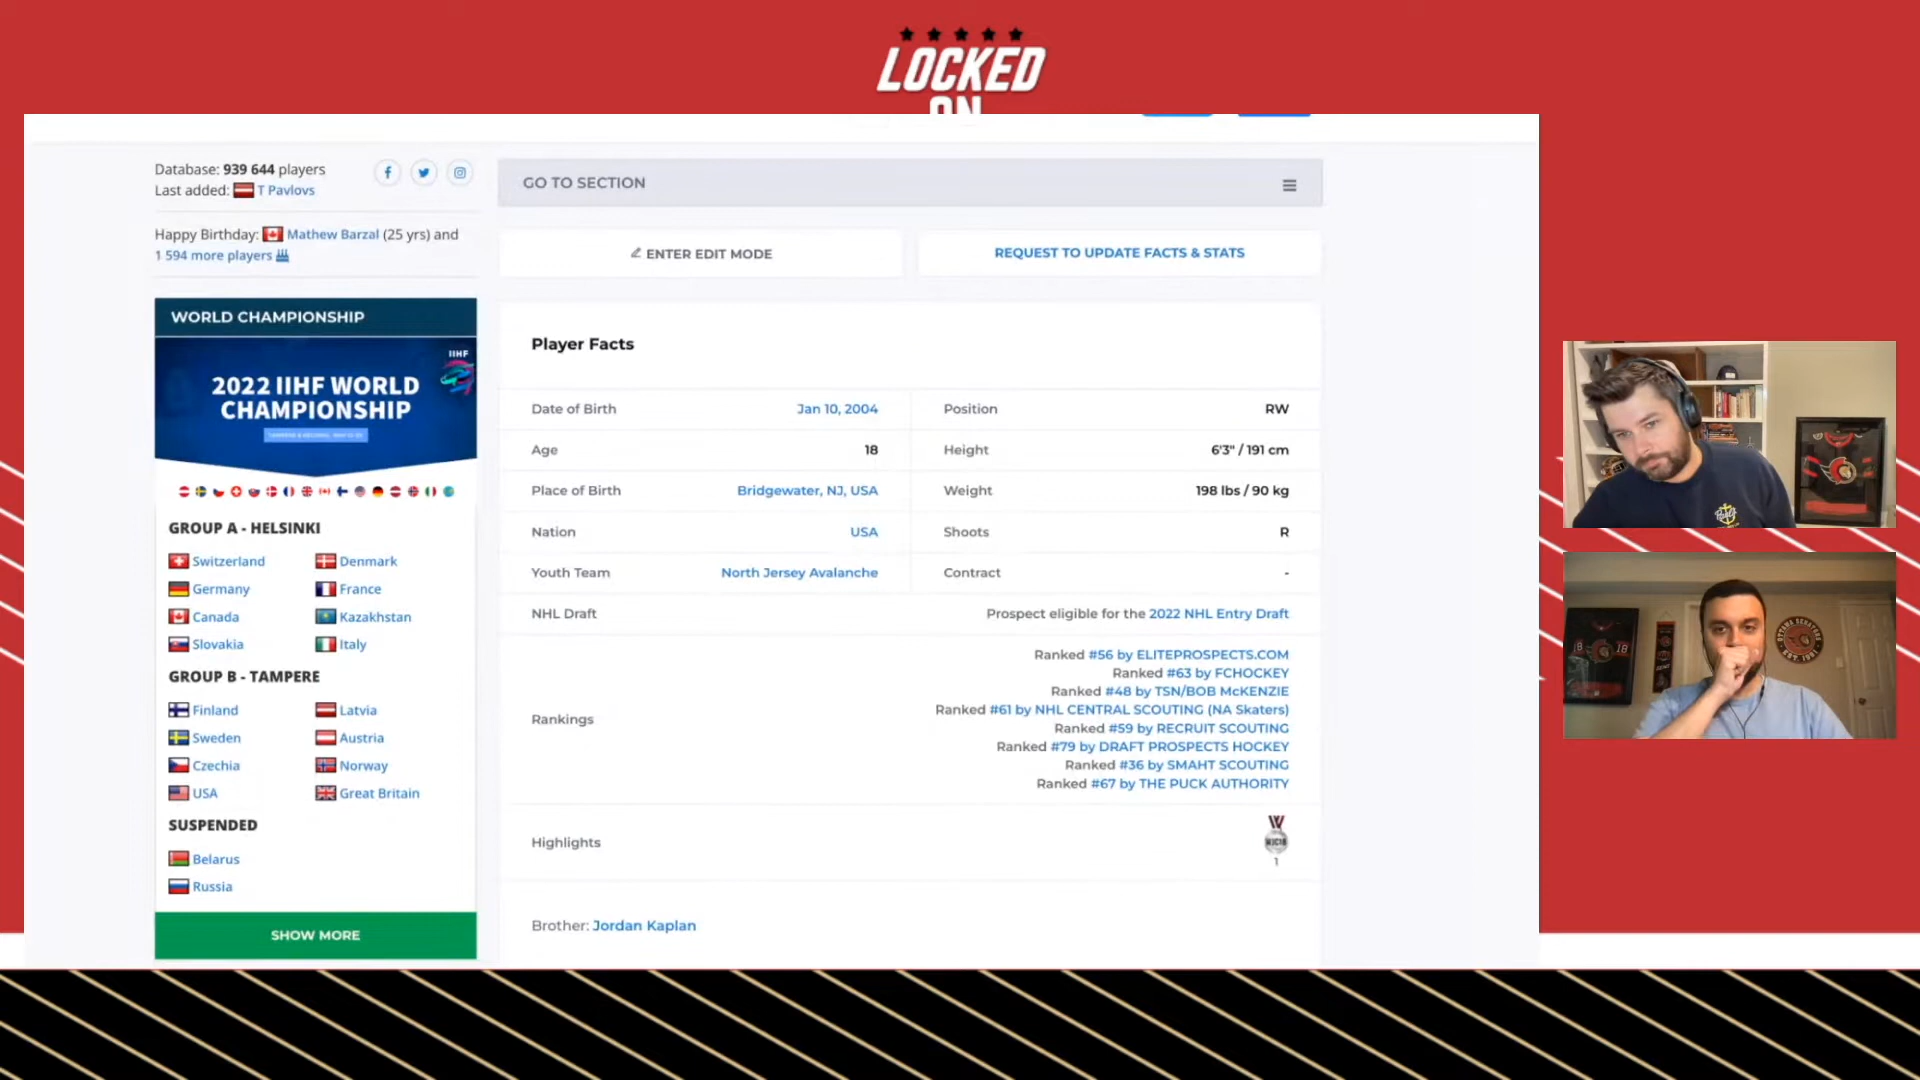 LOCKED
ON
Database: 939 644 players
Last added: T Pavlovs
Happy Birthday: Mathew Barzal (25 yrs) and
1 594 more players
WORLD CHAMPIONSHIP
IIHF
2022 IIHF WORLD
CHAMPIONSHIP
GROUP A - HELSINKI
Switzerland Denmark
Germany France
Canada Kazakhstan
Slovakia Italy
GROUP B - TAMPERE
Finland Latvia
Sweden Austria
Czechia Norway
USA Great Britain
SUSPENDED
Belarus
Russia
SHOW MORE
GO TO SECTION
ENTER EDIT MODE
REQUEST TO UPDATE FACTS & STATS
Player Facts
Date of Birth Jan 10, 2004 Position RW
Age 18 Height 6'3" / 191 cm
Place of Birth Bridgewater, NJ, USA Weight 198 lbs / 90 kg
Nation USA Shoots R
Youth Team North Jersey Avalanche Contract -
NHL Draft Prospect eligible for the 2022 NHL Entry Draft
Rankings
Ranked #56 by ELITEPROSPECTS.COM
Ranked #63 by FCHOCKEY
Ranked #48 by TSN/BOB McKENZIE
Ranked #61 by NHL CENTRAL SCOUTING (NA Skaters)
Ranked #59 by RECRUIT SCOUTING
Ranked #79 by DRAFT PROSPECTS HOCKEY
Ranked #36 by SMAHT SCOUTING
Ranked #67 by THE PUCK AUTHORITY
Highlights
1
Brother: Jordan Kaplan
18
OTTAWA SENATORS